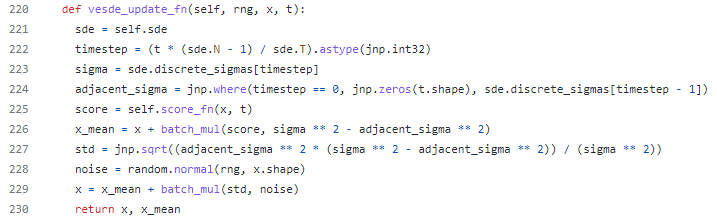 220 def vesde_update_fn(self, rng, x, t):
221 sde = self.sde
222 timestep = (t * (sde.N - 1) / sde.T).astype(jnp.int32)
223 sigma = sde.discrete_sigmas[timestep]
224 adjacent_sigma = jnp.where(timestep == 0, jnp.zeros(t.shape), sde.discrete_sigmas[timestep - 1])
225 score = self.score_fn(x, t)
226 x_mean = x + batch_mul(score, sigma ** 2 - adjacent_sigma ** 2)
227 std = jnp.sqrt((adjacent_sigma ** 2 * (sigma ** 2 - adjacent_sigma ** 2)) / (sigma ** 2))
228 noise = random.normal(rng, x.shape)
229 x = x_mean + batch_mul(std, noise)
230 return x, x_mean